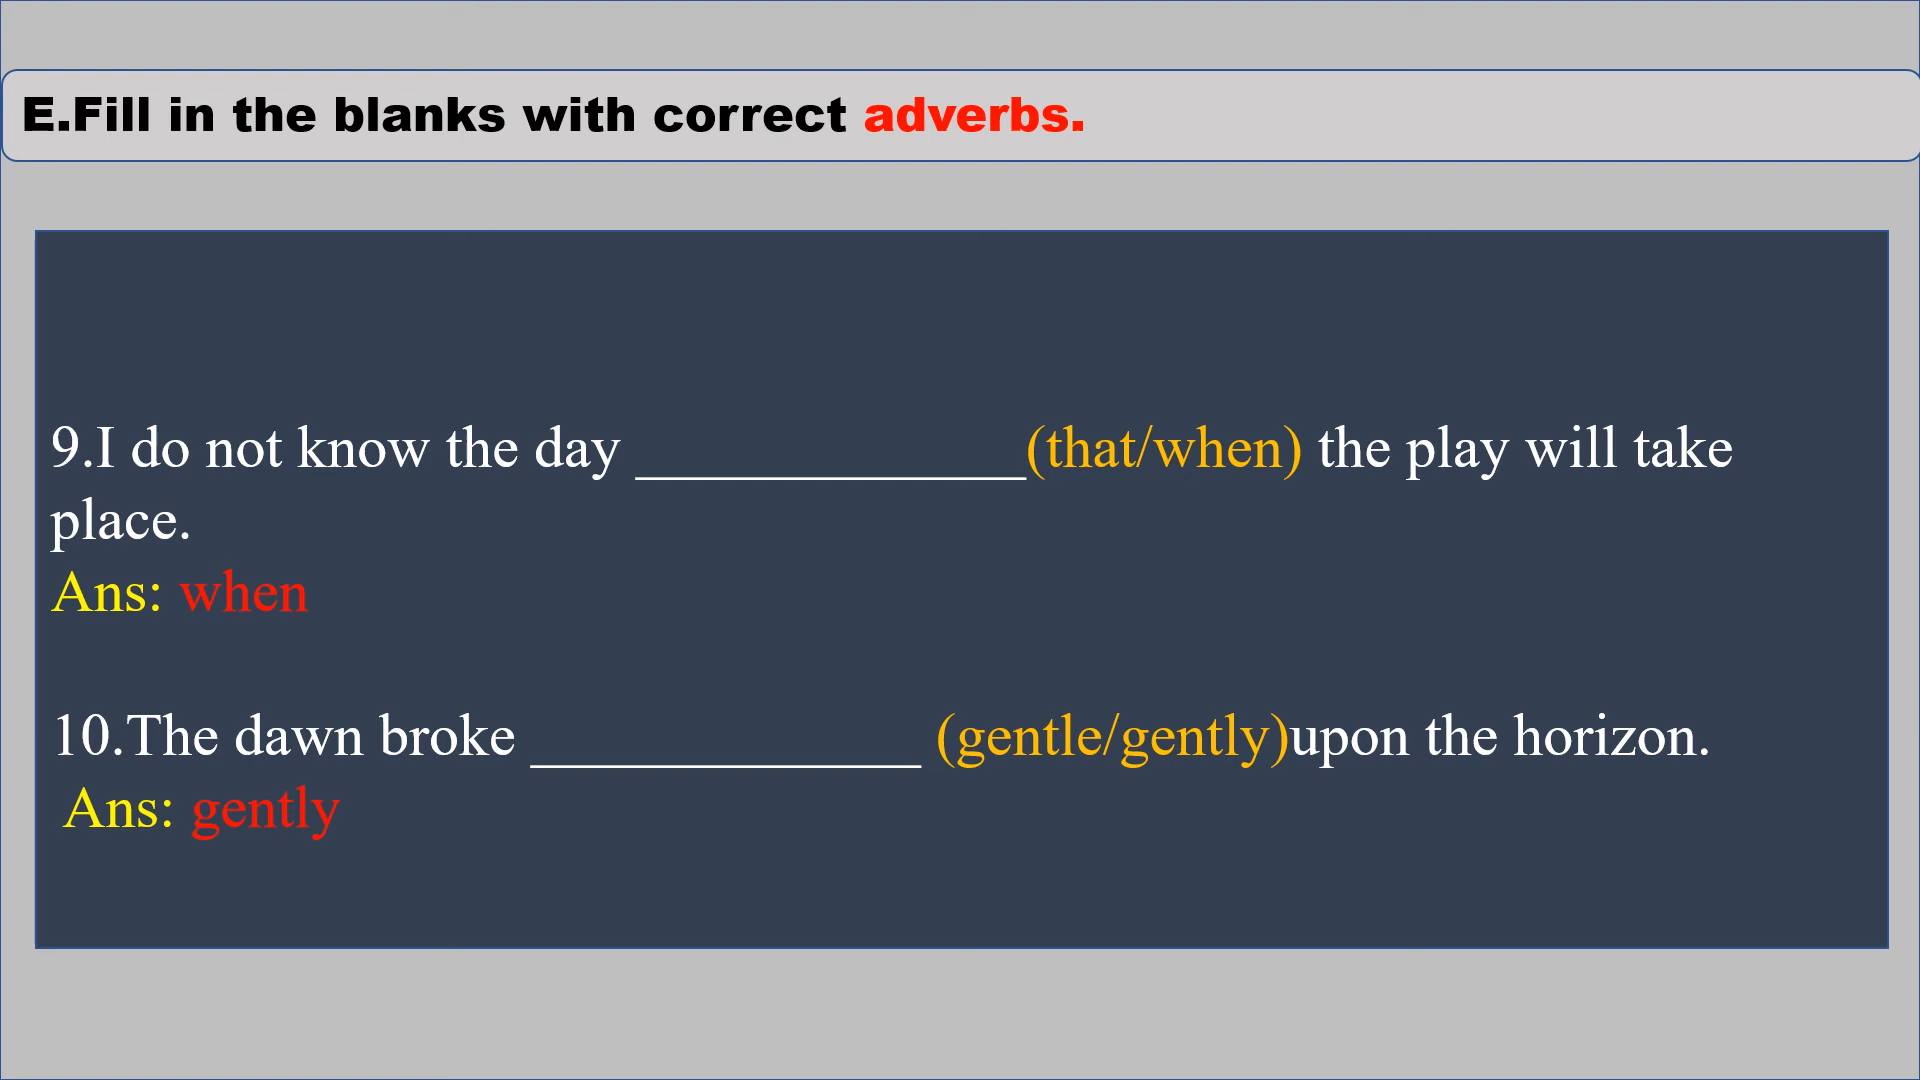 E.Fill in the blanks with correct adverbs.
9.I do not know the day ______________(that/when) the play will take
place.
Ans: when
10.The dawn broke ______________ (gentle/gently)upon the horizon.
Ans: gently